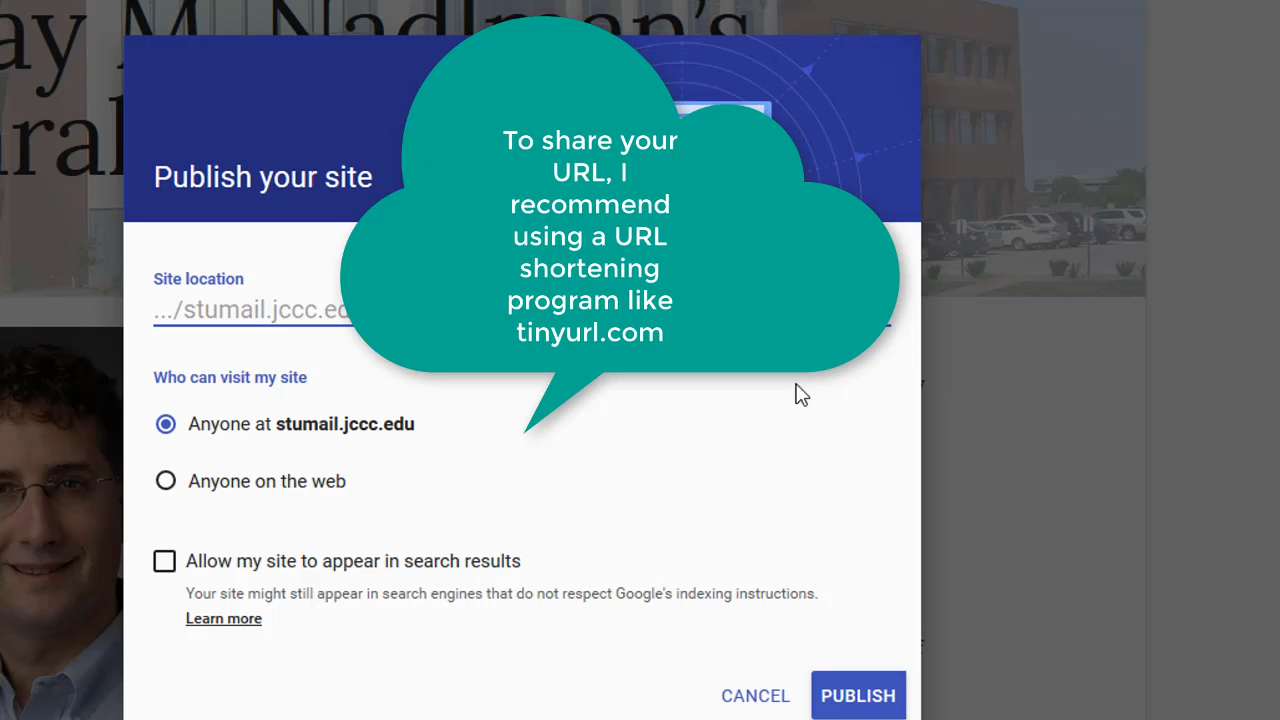 ay M. Nadlman's
Publish your site
To share your
URL, I
recommend
using a URL
shortening
program like
tinyurl.com
Site location
.../stumail.jccc.ed
Who can visit my site
Anyone at stumail.jccc.edu
Anyone on the web
Allow my site to appear in search results
Your site might still appear in search engines that do not respect Google's indexing instructions.
Learn more
CANCEL
PUBLISH